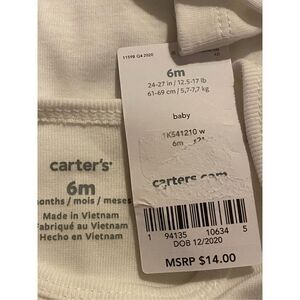 11598 Q4 2020
6m
24-27 in / 12.5-17 lb
61-69 cm / 5,7-7,7 kg
baby
1K541210 w
6m
carters.com
1 94135 10634 5
DOB 12/2020
MSRP $14.00
carter's
6m
months / mois / meses
Made in Vietnam
Fabriqué au Vietnam
Hecho en Vietnam